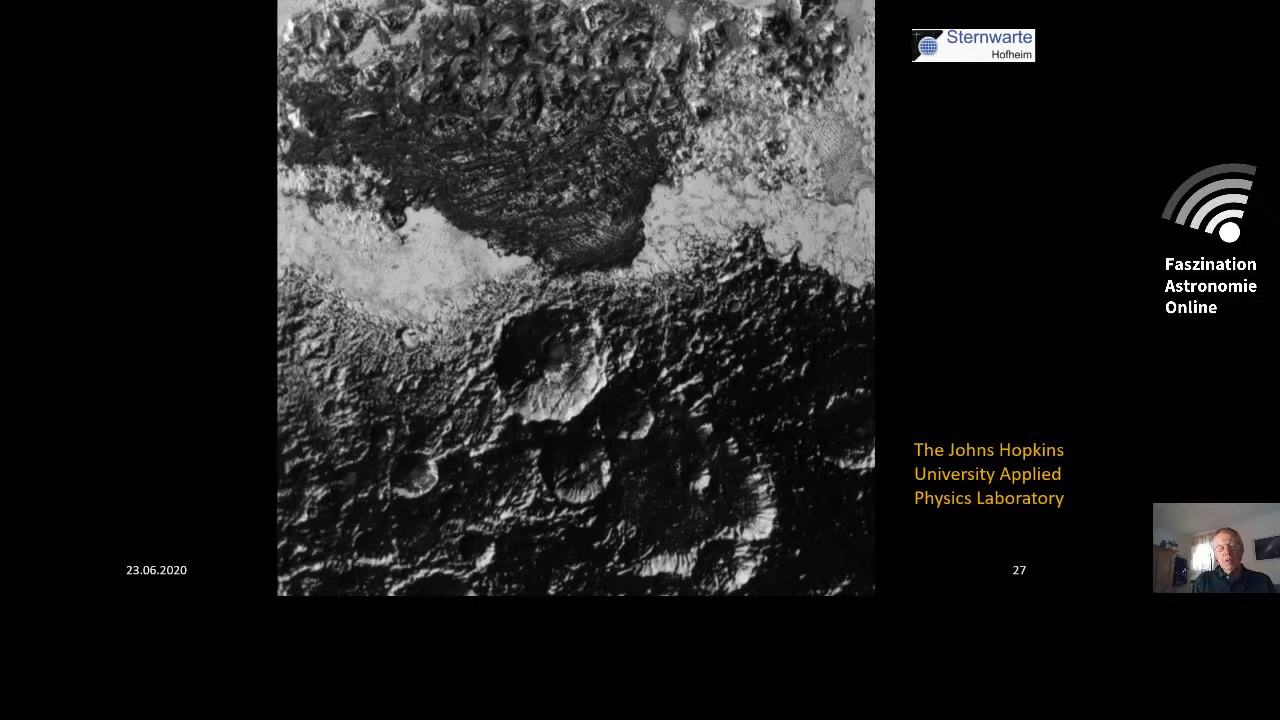 Sternwarte
Hofheim
Faszination
Astronomie
Online
The Johns Hopkins
University Applied
Physics Laboratory
23.06.2020
27